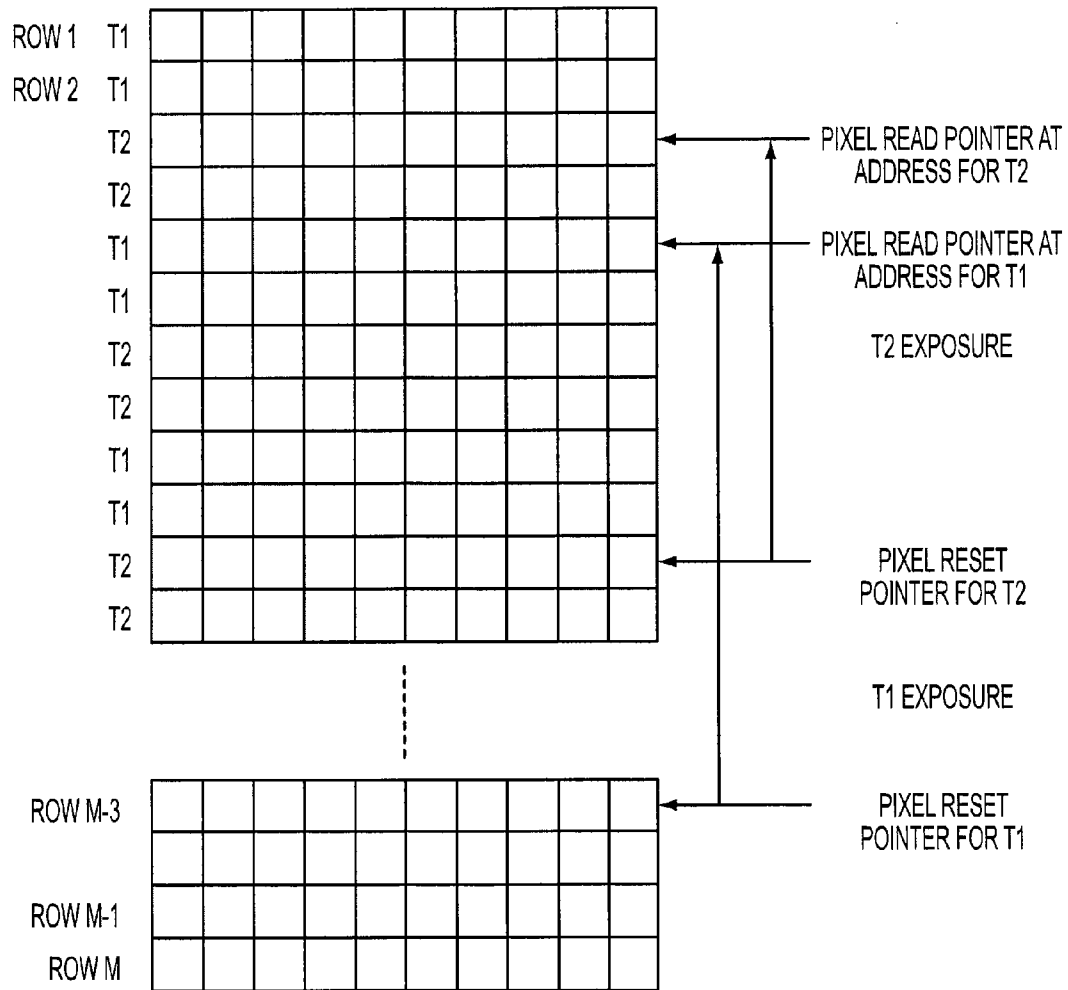 ROW 1 T1
ROW 2 T1
T2
PIXEL READ POINTER AT
ADDRESS FOR T2
T2
T1
PIXEL READ POINTER AT
ADDRESS FOR T1
T1
T2
T2 EXPOSURE
T2
T1
T1
T2
PIXEL RESET
POINTER FOR T2
T2
T1 EXPOSURE
ROW M-3
PIXEL RESET
POINTER FOR T1
ROW M-1
ROW M